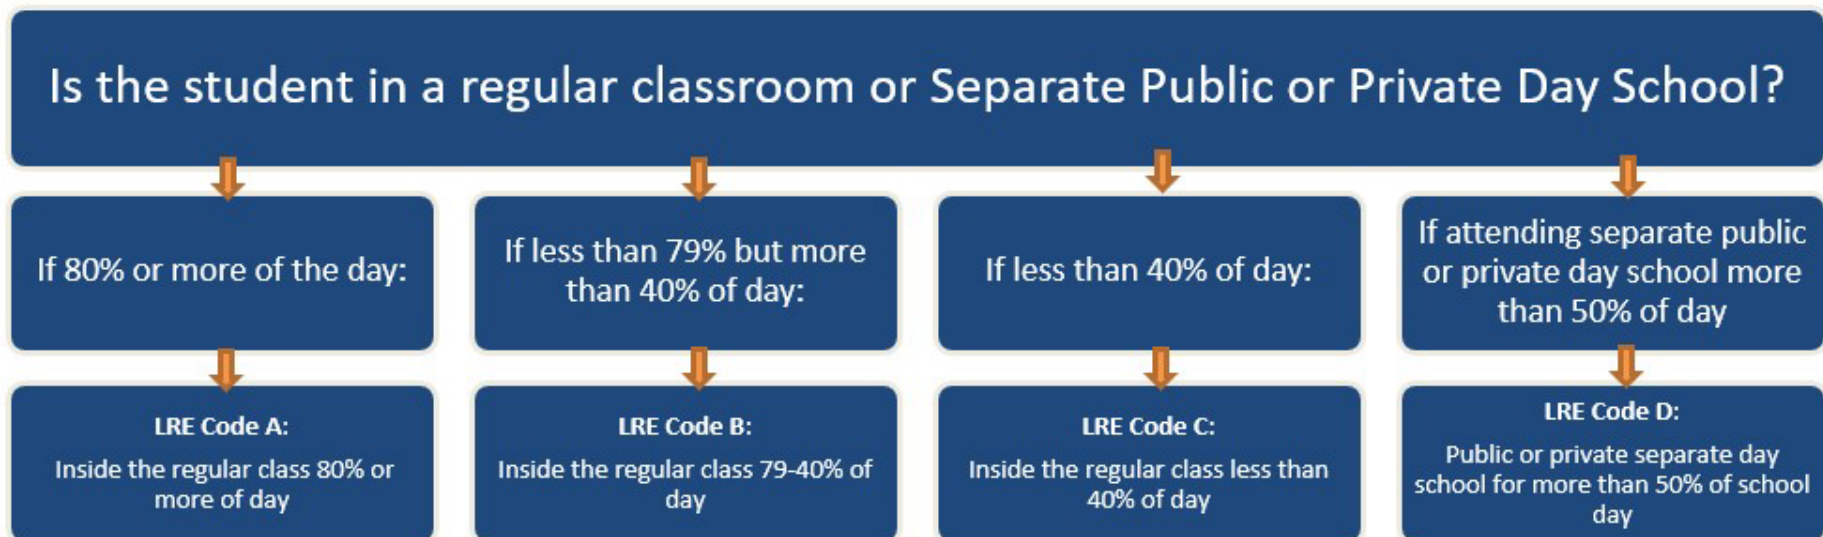 Is the student in a regular classroom or Separate Public or Private Day School?
If 80% or more of the day:
If less than 79% but more
than 40% of day:
If less than 40% of day:
If attending separate public
or private day school more
than 50% of day
LRE Code A:
Inside the regular class 80% or
more of day
LRE Code B:
Inside the regular class 79-40% of
day
LRE Code C:
Inside the regular class less than
40% of day
LRE Code D:
Public or private separate day
school for more than 50% of school
day